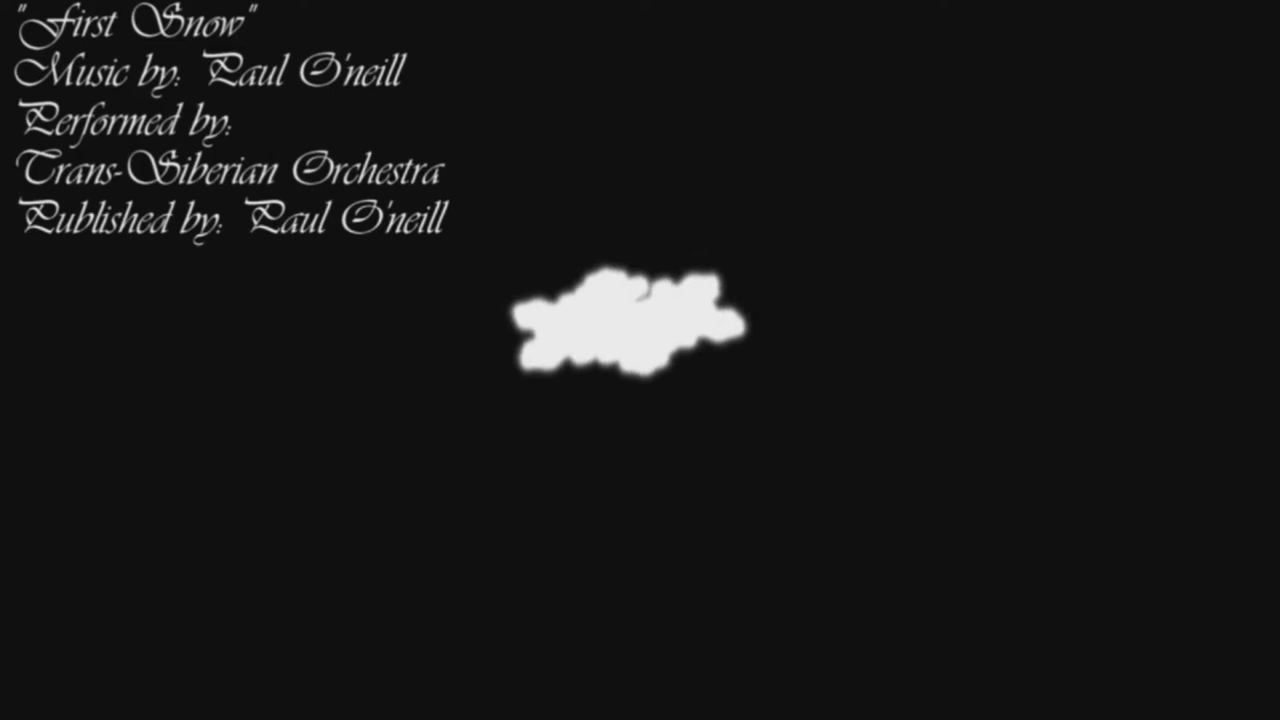 "First Snow"
Music by: Paul O'neill
Performed by:
Trans-Siberian Orchestra
Published by: Paul O'neill